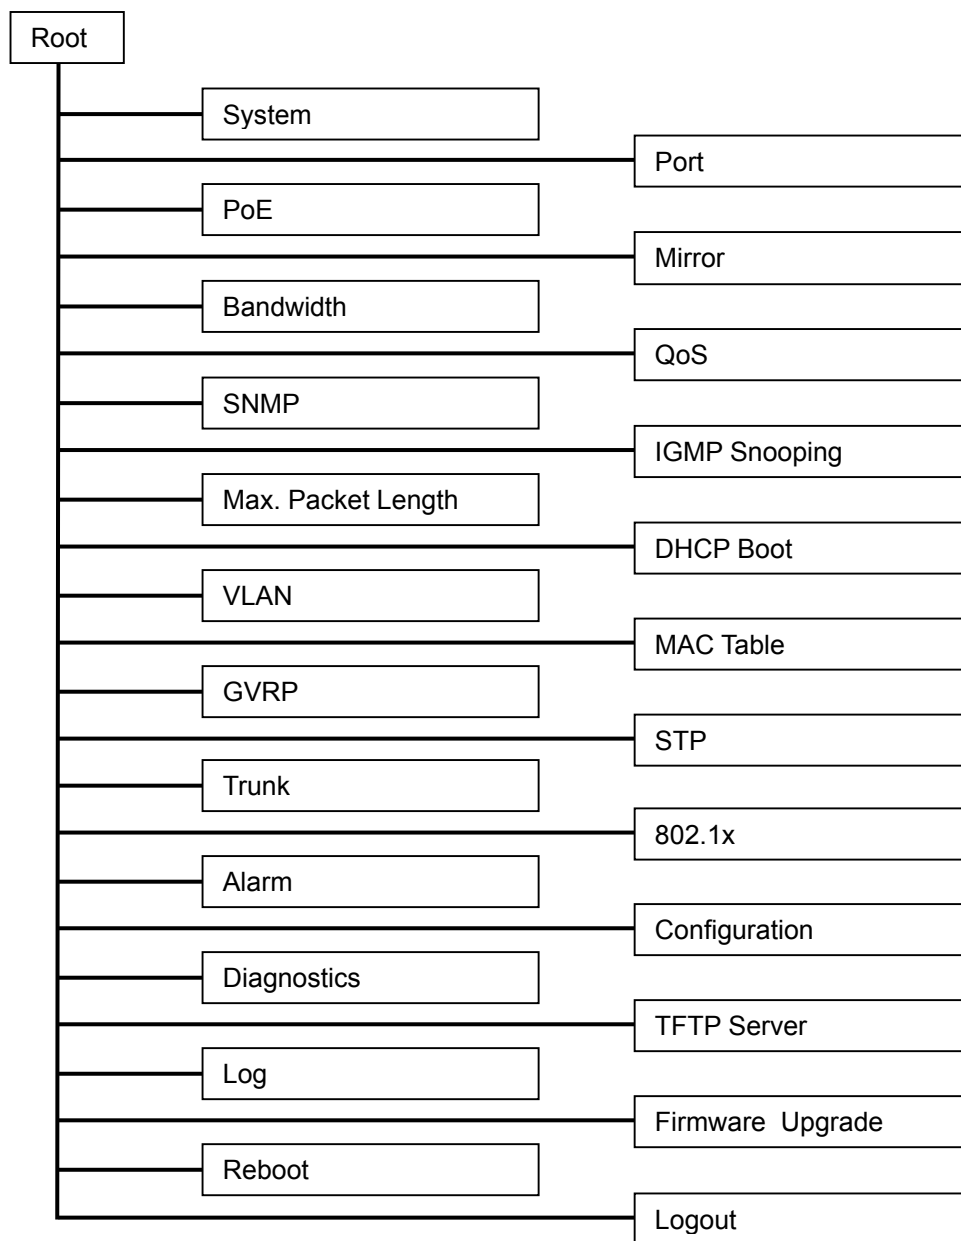 Root
System
Port
PoE
Mirror
Bandwidth
QoS
SNMP
IGMP Snooping
Max. Packet Length
DHCP Boot
VLAN
MAC Table
GVRP
STP
Trunk
802.1x
Alarm
Configuration
Diagnostics
TFTP Server
Log
Firmware Upgrade
Reboot
Logout